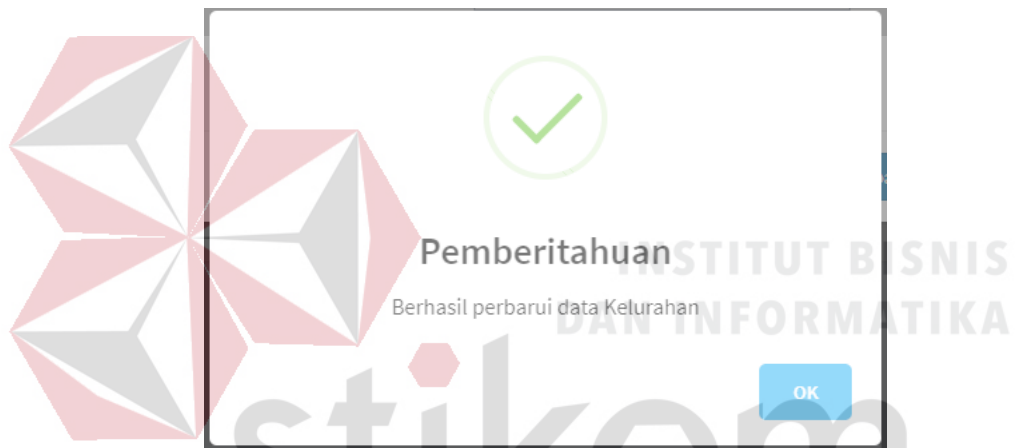 Pemberitahuan
INSTITUT BISNIS
Berhasil perbarui data Kelurahan
DAN INFORMATIKA
OK
stikom